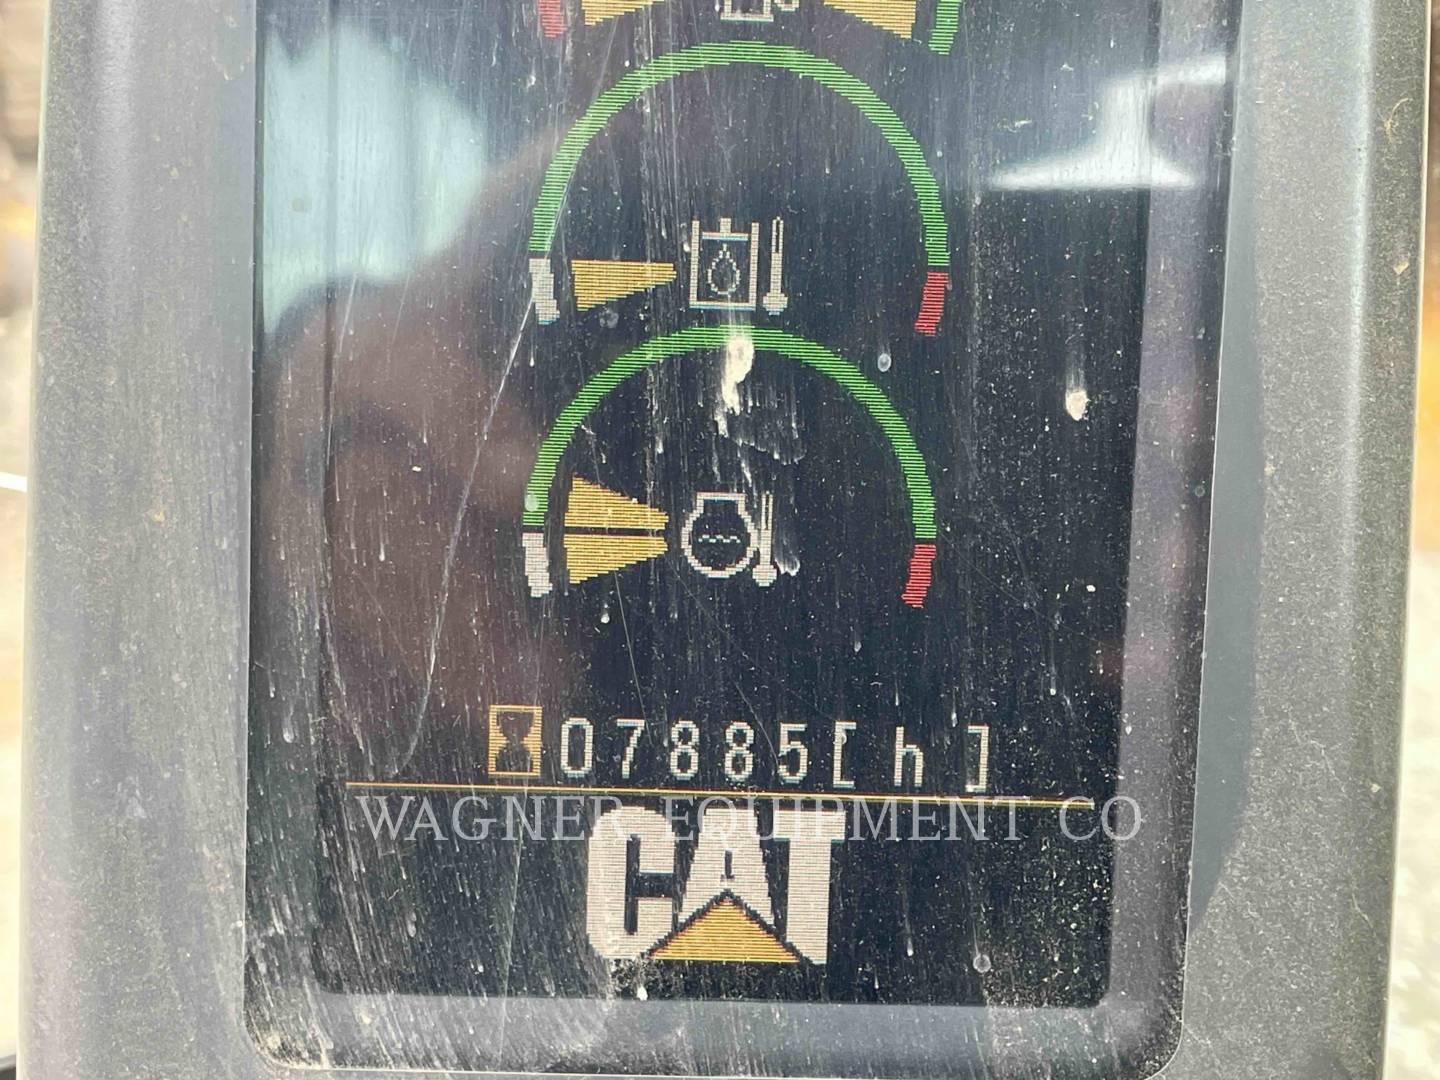 07885[ h ]
WAGNER EQUIPMENT CO
CAT